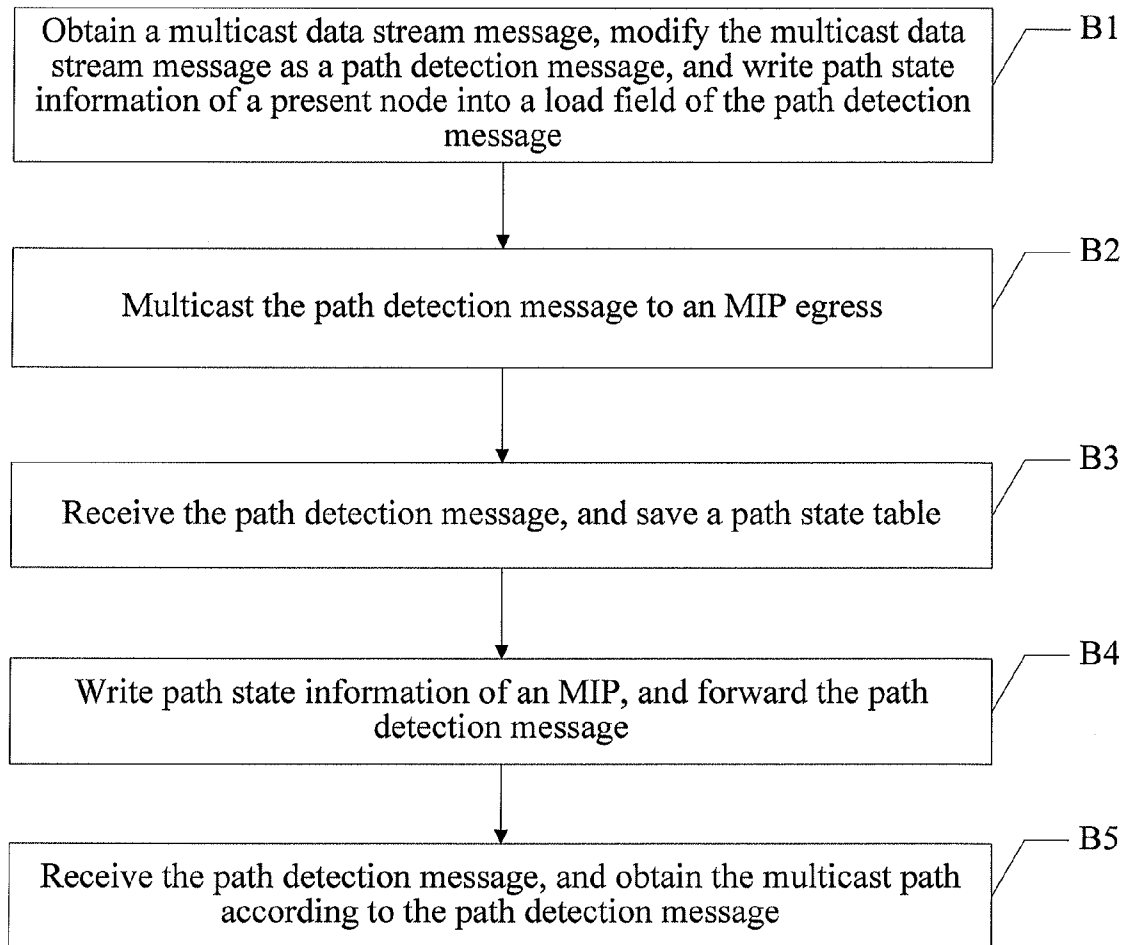 Obtain a multicast data stream message, modify the multicast data
stream message as a path detection message, and write path state
information of a present node into a load field of the path detection
message
B1
Multicast the path detection message to an MIP egress
B2
Receive the path detection message, and save a path state table
B3
Write path state information of an MIP, and forward the path
detection message
B4
Receive the path detection message, and obtain the multicast path
according to the path detection message
B5